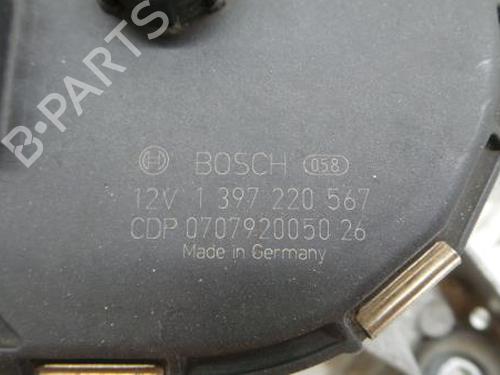 B-PARTS
BOSCH 058
12V 1 397 220 567
CDP 0707920050 26
Made in Germany